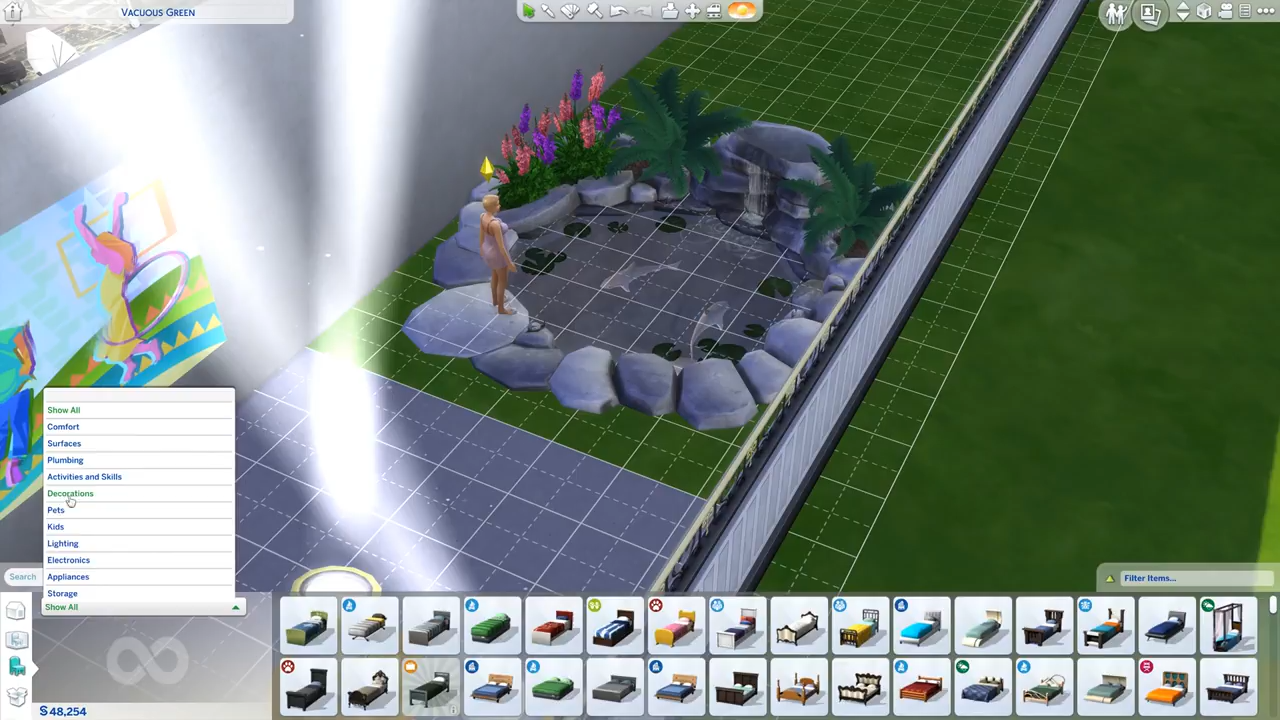 Vacuous Green
Show All
Comfort
Surfaces
Plumbing
Activities and Skills
Decorations
Pets
Kids
Lighting
Electronics
Appliances
Storage
Search
Show All
Filter Items...
§48,254